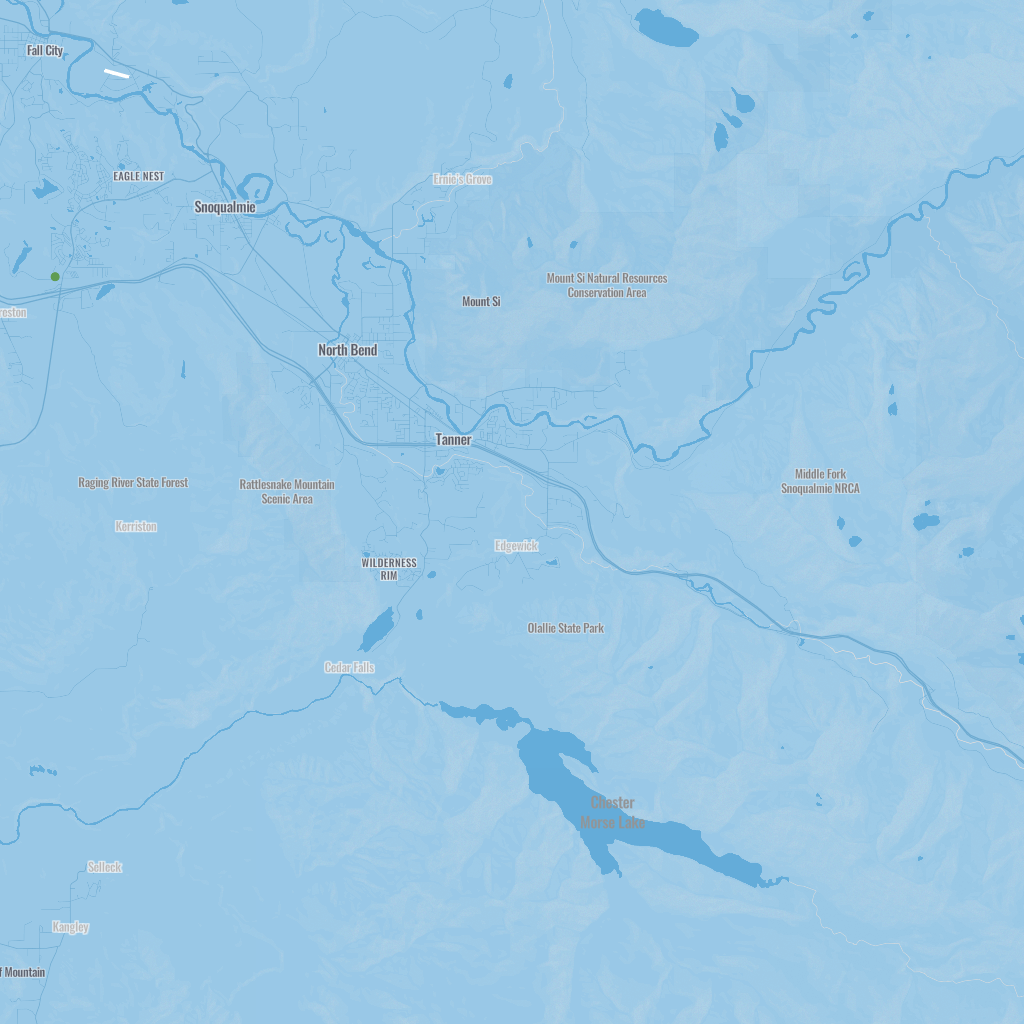 Fall City
EAGLE NEST
Ernie's Grove
Snoqualmie
Mount Si Natural Resources
Conservation Area
Mount Si
reston
North Bend
Tanner
Raging River State Forest
Rattlesnake Mountain
Scenic Area
Middle Fork
Snoqualmie NRCA
Kerriston
Edgewick
WILDERNESS
RIM
Olallie State Park
Cedar Falls
Chester
Morse Lake
Selleck
Kangley
f Mountain